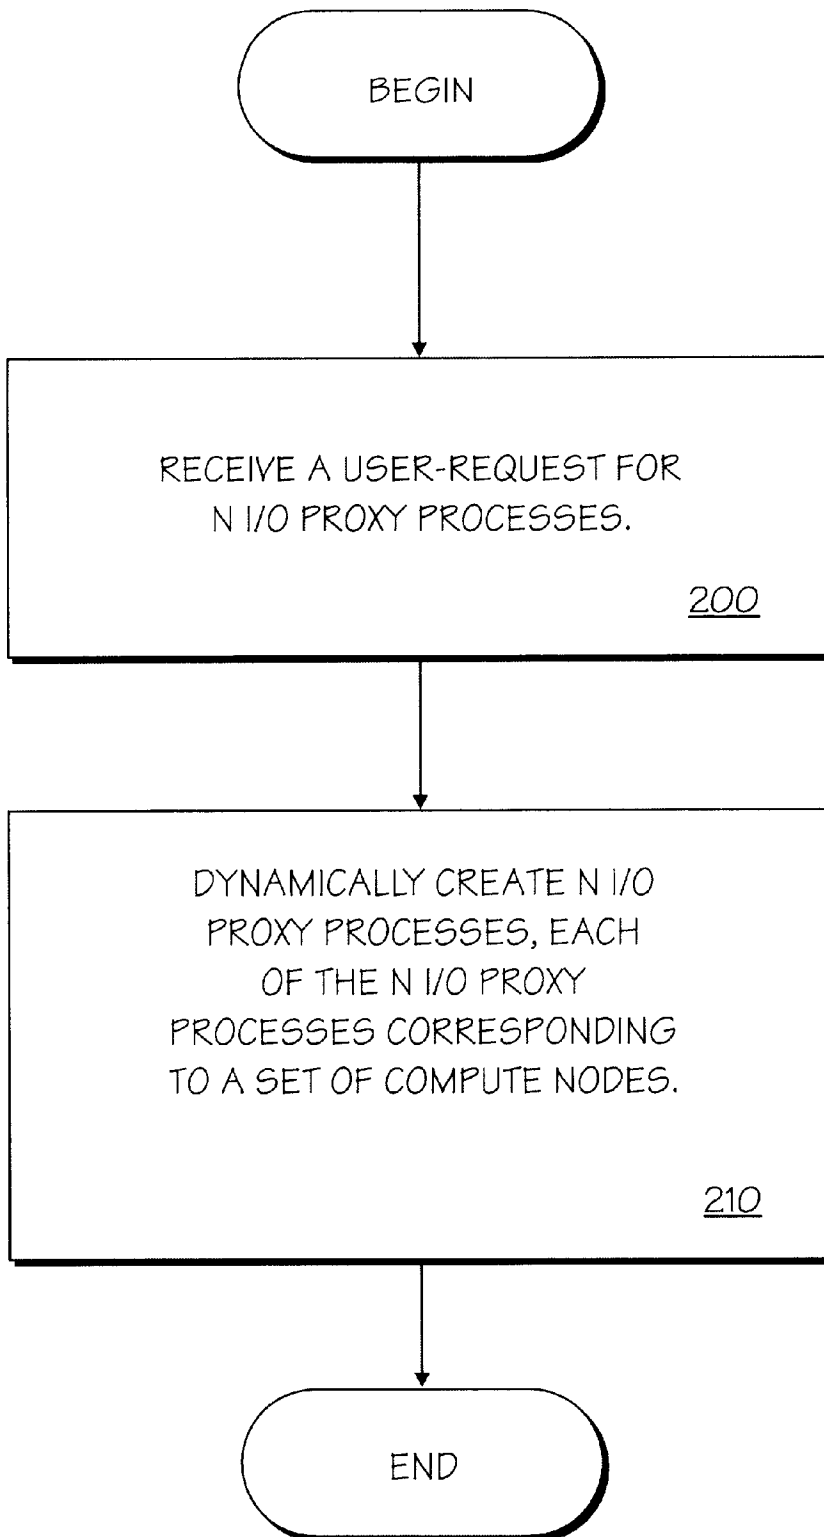 BEGIN
RECEIVE A USER-REQUEST FOR
N I/O PROXY PROCESSES.
200
DYNAMICALLY CREATE N I/O
PROXY PROCESSES, EACH
OF THE N I/O PROXY
PROCESSES CORRESPONDING
TO A SET OF COMPUTE NODES.
210
END